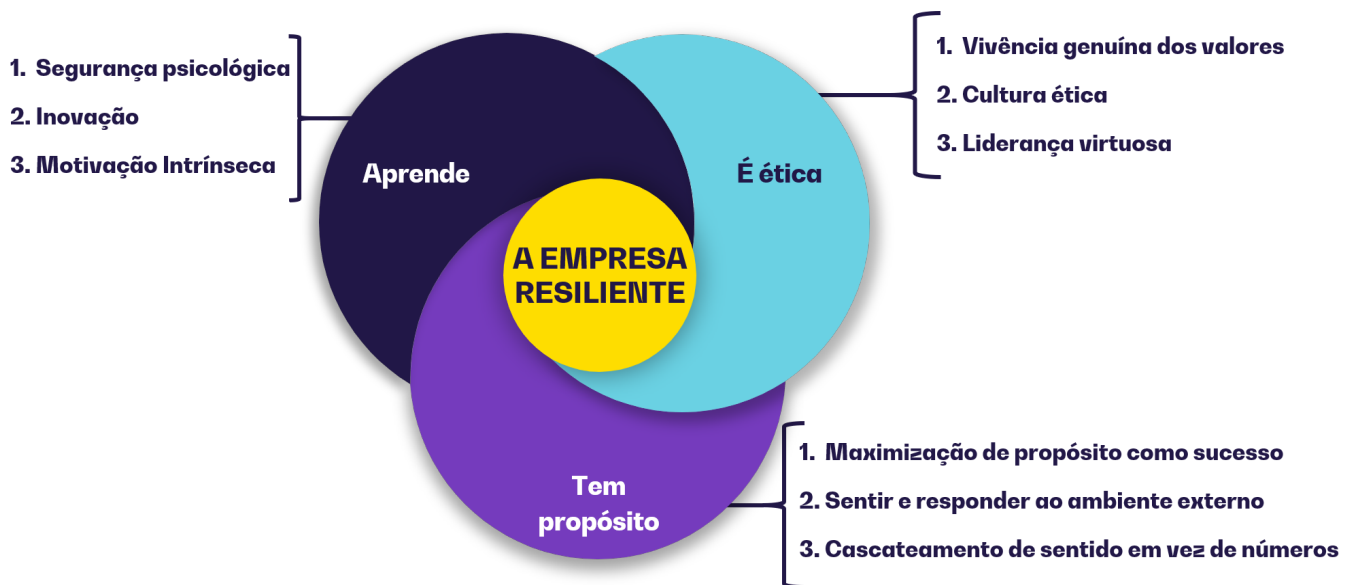 1. Segurança psicológica
2. Inovação
3. Motivação Intrínseca
Aprende
É ética
1. Vivência genuína dos valores
2. Cultura ética
3. Liderança virtuosa
A EMPRESA
RESILIENTE
Tem
propósito
1. Maximização de propósito como sucesso
2. Sentir e responder ao ambiente externo
3. Cascateamento de sentido em vez de números